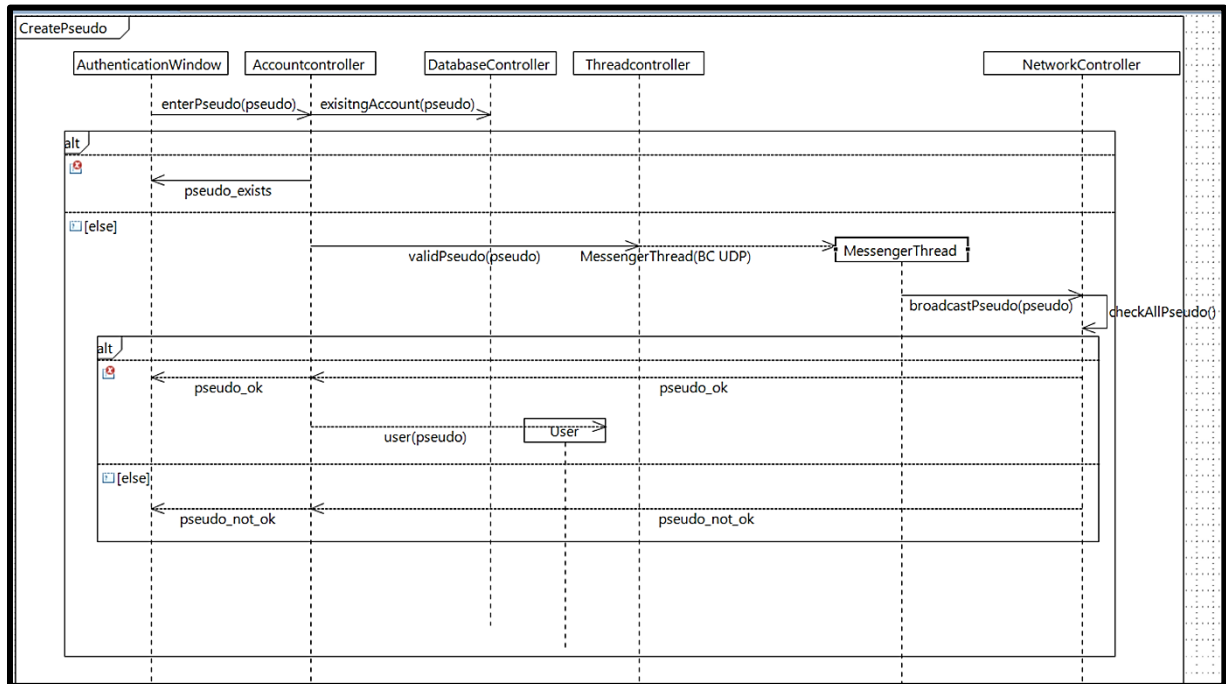 CreatePseudo
AuthenticationWindow
Accountcontroller
DatabaseController
Threadcontroller
NetworkController
enterPseudo(pseudo)
exisitngAccount(pseudo)
alt
pseudo_exists
[else]
validPseudo(pseudo)
MessengerThread(BC UDP)
MessengerThread
broadcastPseudo(pseudo)
checkAllPseudo()
alt
pseudo_ok
pseudo_ok
user(pseudo)
User
[else]
pseudo_not_ok
pseudo_not_ok